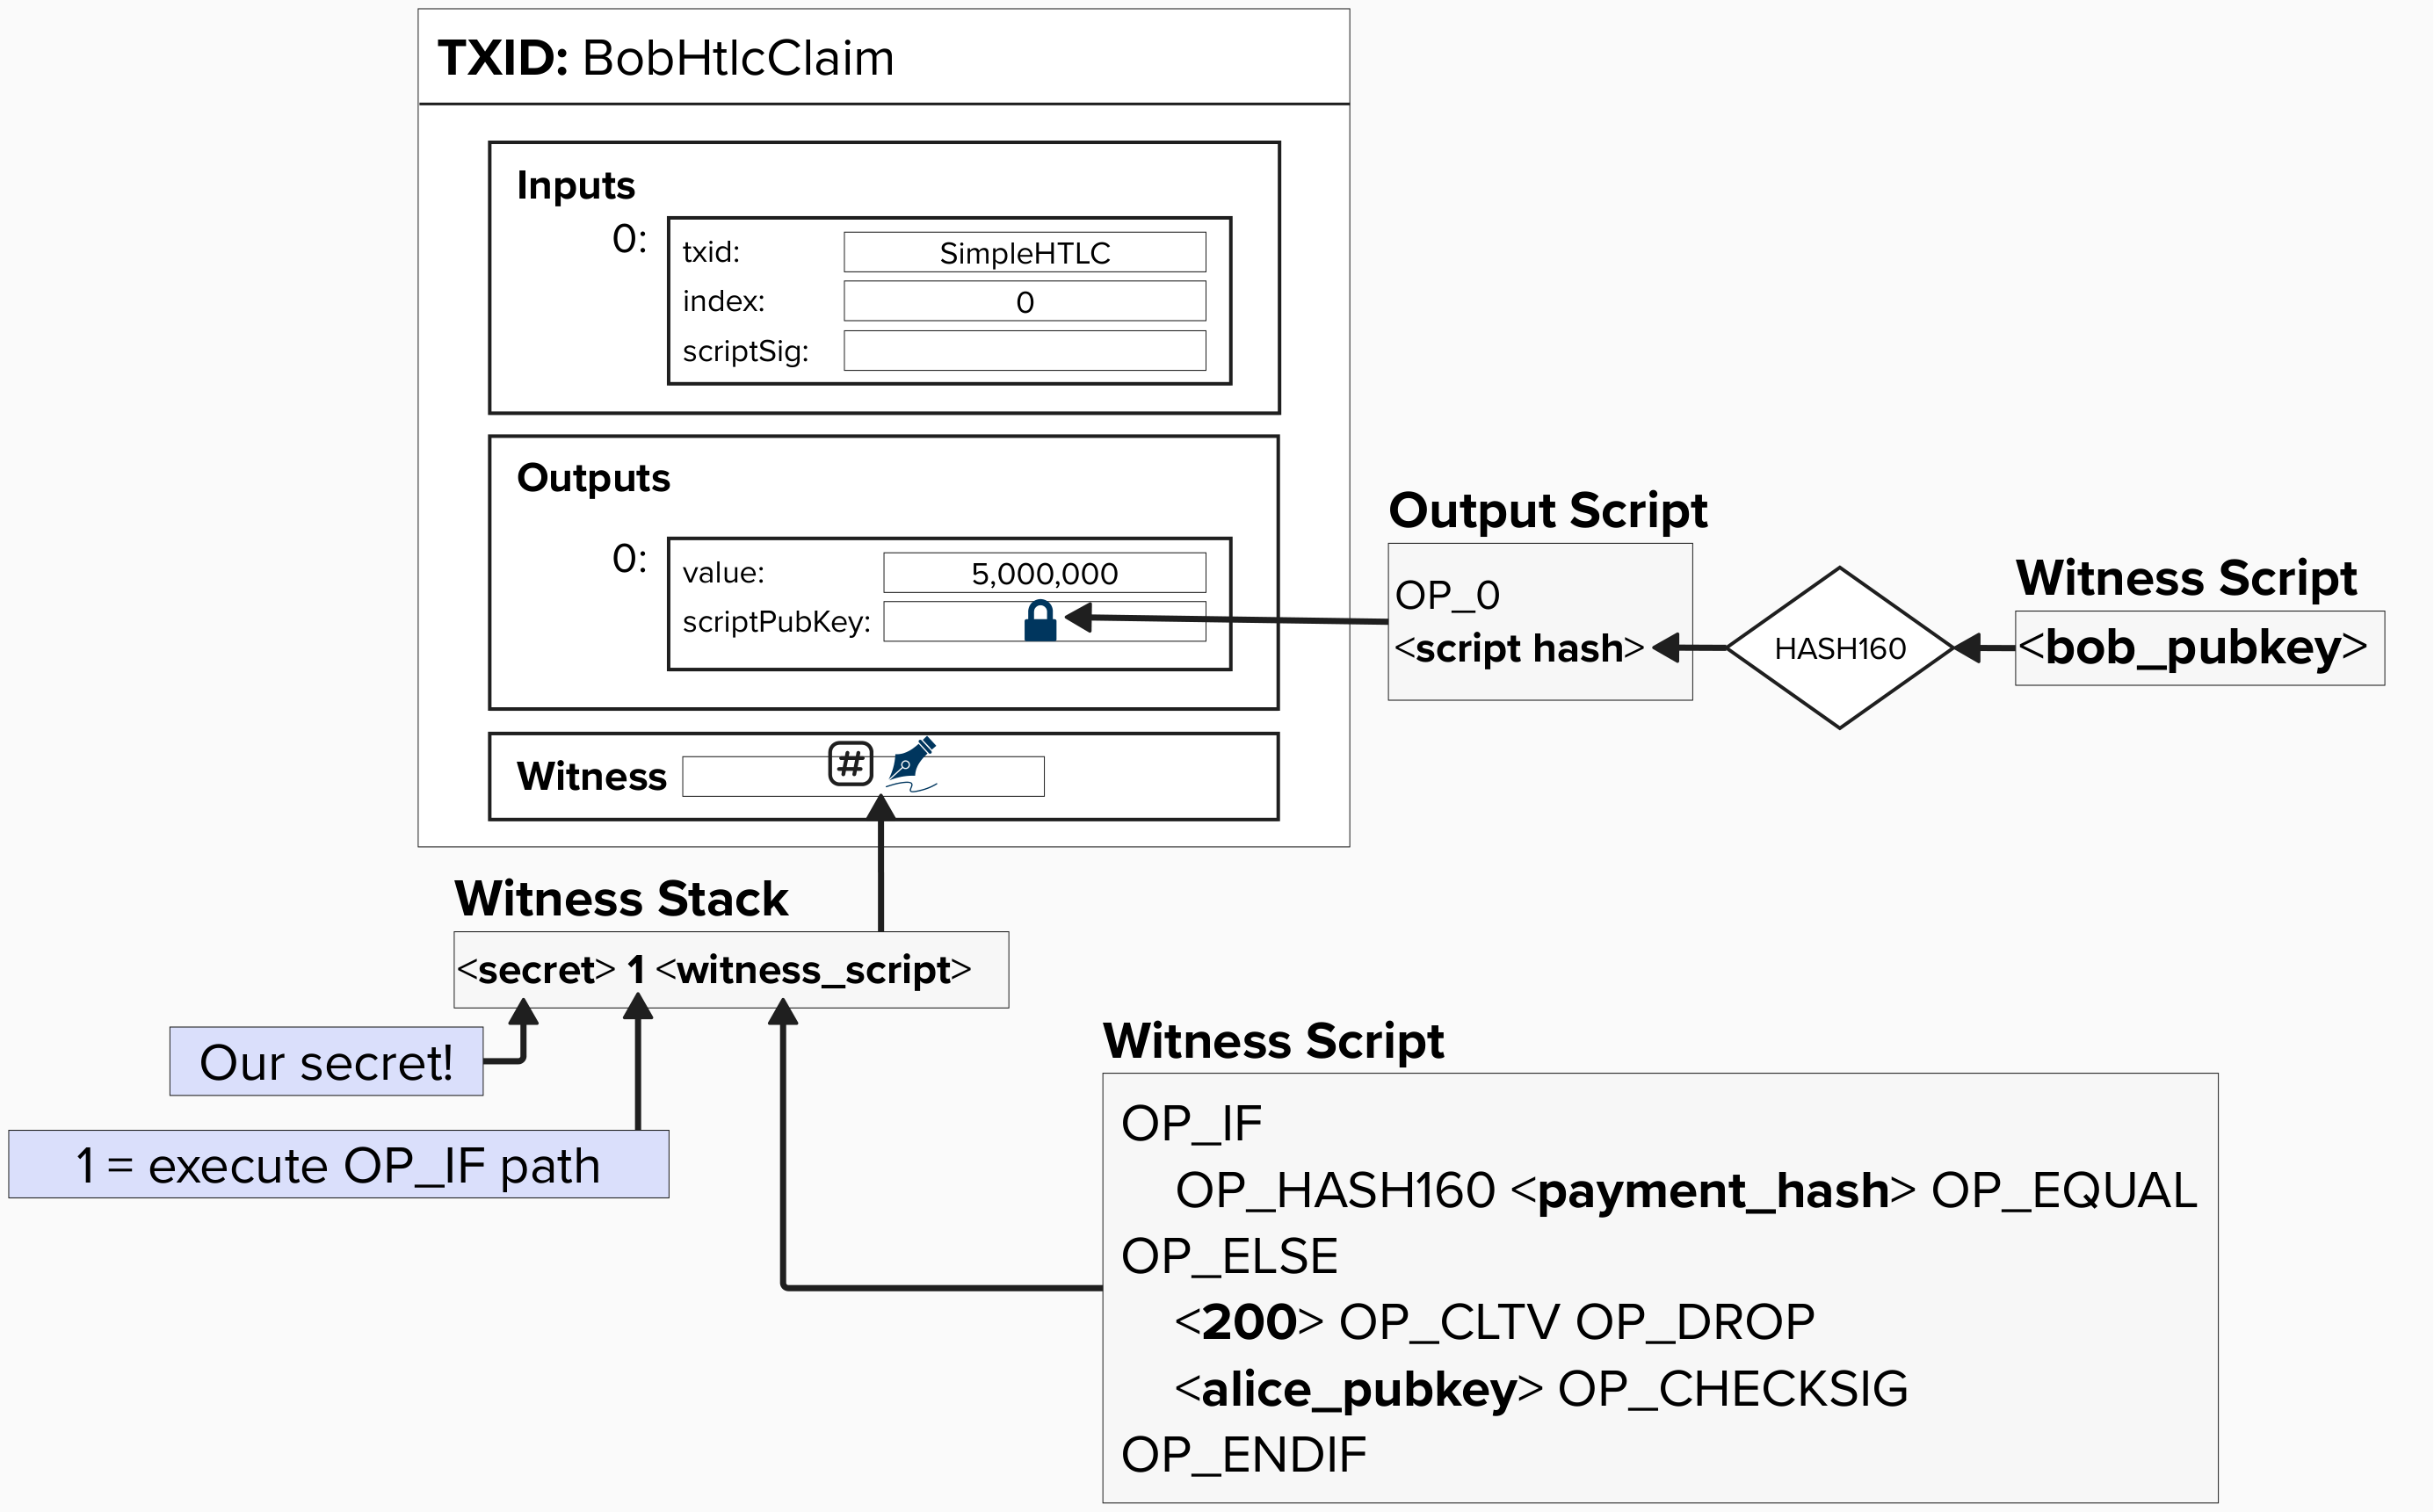 TXID: BobHtlcClaim
Inputs
0:
txid: SimpleHTLC
index: 0
scriptSig:
Outputs
0:
value: 5,000,000
scriptPubKey:
Witness #
Output Script
OP_0
<script hash>
HASH160
Witness Script
<bob_pubkey>
Witness Stack
<secret> 1 <witness_script>
Our secret!
1 = execute OP_IF path
Witness Script
OP_IF
OP_HASH160 <payment_hash> OP_EQUAL
OP_ELSE
<200> OP_CLTV OP_DROP
<alice_pubkey> OP_CHECKSIG
OP_ENDIF